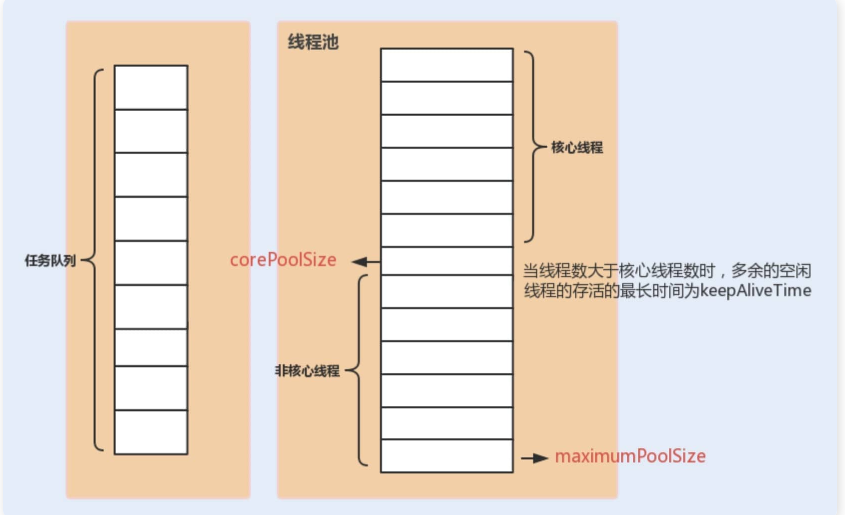 线程池
核心线程
任务队列
corePoolSize
当线程数大于核心线程数时，多余的空闲
线程的存活的最长时间为keepAliveTime
非核心线程
maximumPoolSize